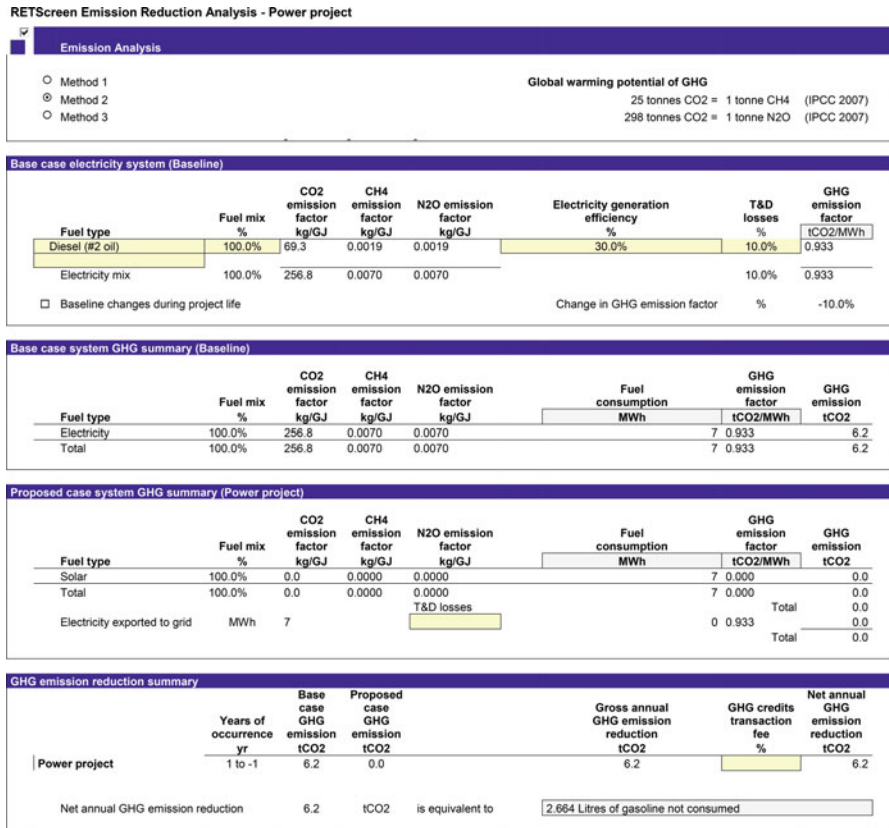 RETScreen Emission Reduction Analysis - Power project
Emission Analysis
Method 1 Global warming potential of GHG
Method 2 25 tonnes CO2 = 1 tonne CH4 (IPCC 2007)
Method 3 298 tonnes CO2 = 1 tonne N2O (IPCC 2007)
Base case electricity system (Baseline)
CO2 CH4 GHG
emission emission N2O emission Electricity generation T&D emission
Fuel mix factor factor factor efficiency losses factor
Fuel type % kg/GJ kg/GJ kg/GJ % % tCO2/MWh
Diesel (#2 oil) 100.0% 69.3 0.0019 0.0019 30.0% 10.0% 0.933
Electricity mix 100.0% 256.8 0.0070 0.0070 10.0% 0.933
Baseline changes during project life Change in GHG emission factor % -10.0%
Base case system GHG summary (Baseline)
CO2 CH4 GHG
emission emission N2O emission Fuel emission GHG
Fuel mix factor factor factor consumption factor emission
Fuel type % kg/GJ kg/GJ kg/GJ MWh tCO2/MWh tCO2
Electricity 100.0% 256.8 0.0070 0.0070 7 0.933 6.2
Total 100.0% 256.8 0.0070 0.0070 7 0.933 6.2
Proposed case system GHG summary (Power project)
CO2 CH4 GHG
emission emission N2O emission Fuel emission GHG
Fuel mix factor factor factor consumption factor emission
Fuel type % kg/GJ kg/GJ kg/GJ MWh tCO2/MWh tCO2
Solar 100.0% 0.0 0.0000 0.0000 7 0.000 0.0
Total 100.0% 0.0 0.0000 0.0000 7 0.000 0.0
T&D losses Total 0.0
Electricity exported to grid MWh 7 0 0.933 0.0
Total 0.0
GHG emission reduction summary
Base Proposed Net annual
case case Gross annual GHG credits GHG
Years of GHG GHG GHG emission transaction emission
occurrence emission emission reduction fee reduction
yr tCO2 tCO2 tCO2 % tCO2
Power project 1 to -1 6.2 0.0 6.2 6.2
Net annual GHG emission reduction 6.2 tCO2 is equivalent to 2.664 Litres of gasoline not consumed